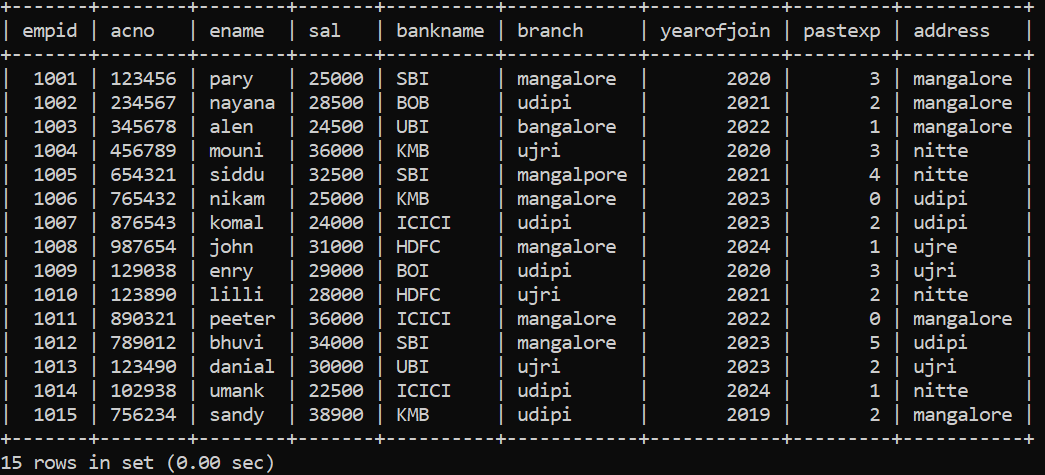 +-------+--------+--------+-------+----------+------------+------------+---------+-----------+
| empid | acno   | ename  | sal   | bankname | branch     | yearofjoin | pastexp | address   |
+-------+--------+--------+-------+----------+------------+------------+---------+-----------+
|  1001 | 123456 | pary   | 25000 | SBI      | mangalore  |       2020 |       3 | mangalore |
|  1002 | 234567 | nayana | 28500 | BOB      | udipi      |       2021 |       2 | mangalore |
|  1003 | 345678 | alen   | 24500 | UBI      | bangalore  |       2022 |       1 | mangalore |
|  1004 | 456789 | mouni  | 36000 | KMB      | ujri       |       2020 |       3 | nitte     |
|  1005 | 654321 | siddu  | 32500 | SBI      | mangalpore |       2021 |       4 | nitte     |
|  1006 | 765432 | nikam  | 25000 | KMB      | mangalore  |       2023 |       0 | udipi     |
|  1007 | 876543 | komal  | 24000 | ICICI    | udipi      |       2023 |       2 | udipi     |
|  1008 | 987654 | john   | 31000 | HDFC     | mangalore  |       2024 |       1 | ujre      |
|  1009 | 129038 | enry   | 29000 | BOI      | udipi      |       2020 |       3 | ujri      |
|  1010 | 123890 | lilli  | 28000 | HDFC     | ujri       |       2021 |       2 | nitte     |
|  1011 | 890321 | peeter | 36000 | ICICI    | mangalore  |       2022 |       0 | mangalore |
|  1012 | 789012 | bhuvi  | 34000 | SBI      | mangalore  |       2023 |       5 | udipi     |
|  1013 | 123490 | danial | 30000 | UBI      | ujri       |       2023 |       2 | ujri      |
|  1014 | 102938 | umank  | 22500 | ICICI    | udipi      |       2024 |       1 | nitte     |
|  1015 | 756234 | sandy  | 38900 | KMB      | udipi      |       2019 |       2 | mangalore |
+-------+--------+--------+-------+----------+------------+------------+---------+-----------+
15 rows in set (0.00 sec)